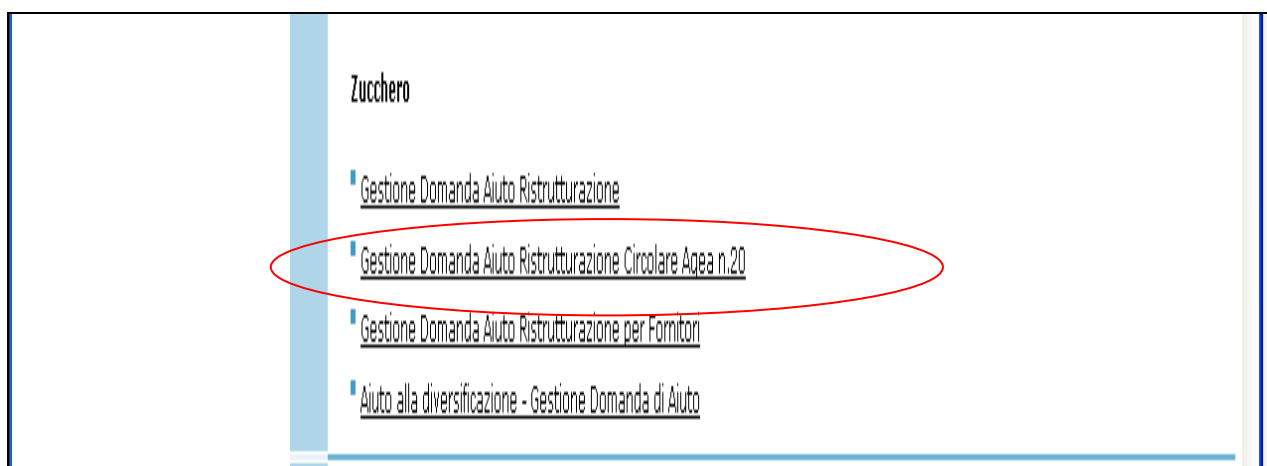 Zucchero
Gestione Domanda Aiuto Ristrutturazione
Gestione Domanda Aiuto Ristrutturazione Circolare Agea n.20
Gestione Domanda Aiuto Ristrutturazione per Fornitori
Aiuto alla diversificazione - Gestione Domanda di Aiuto